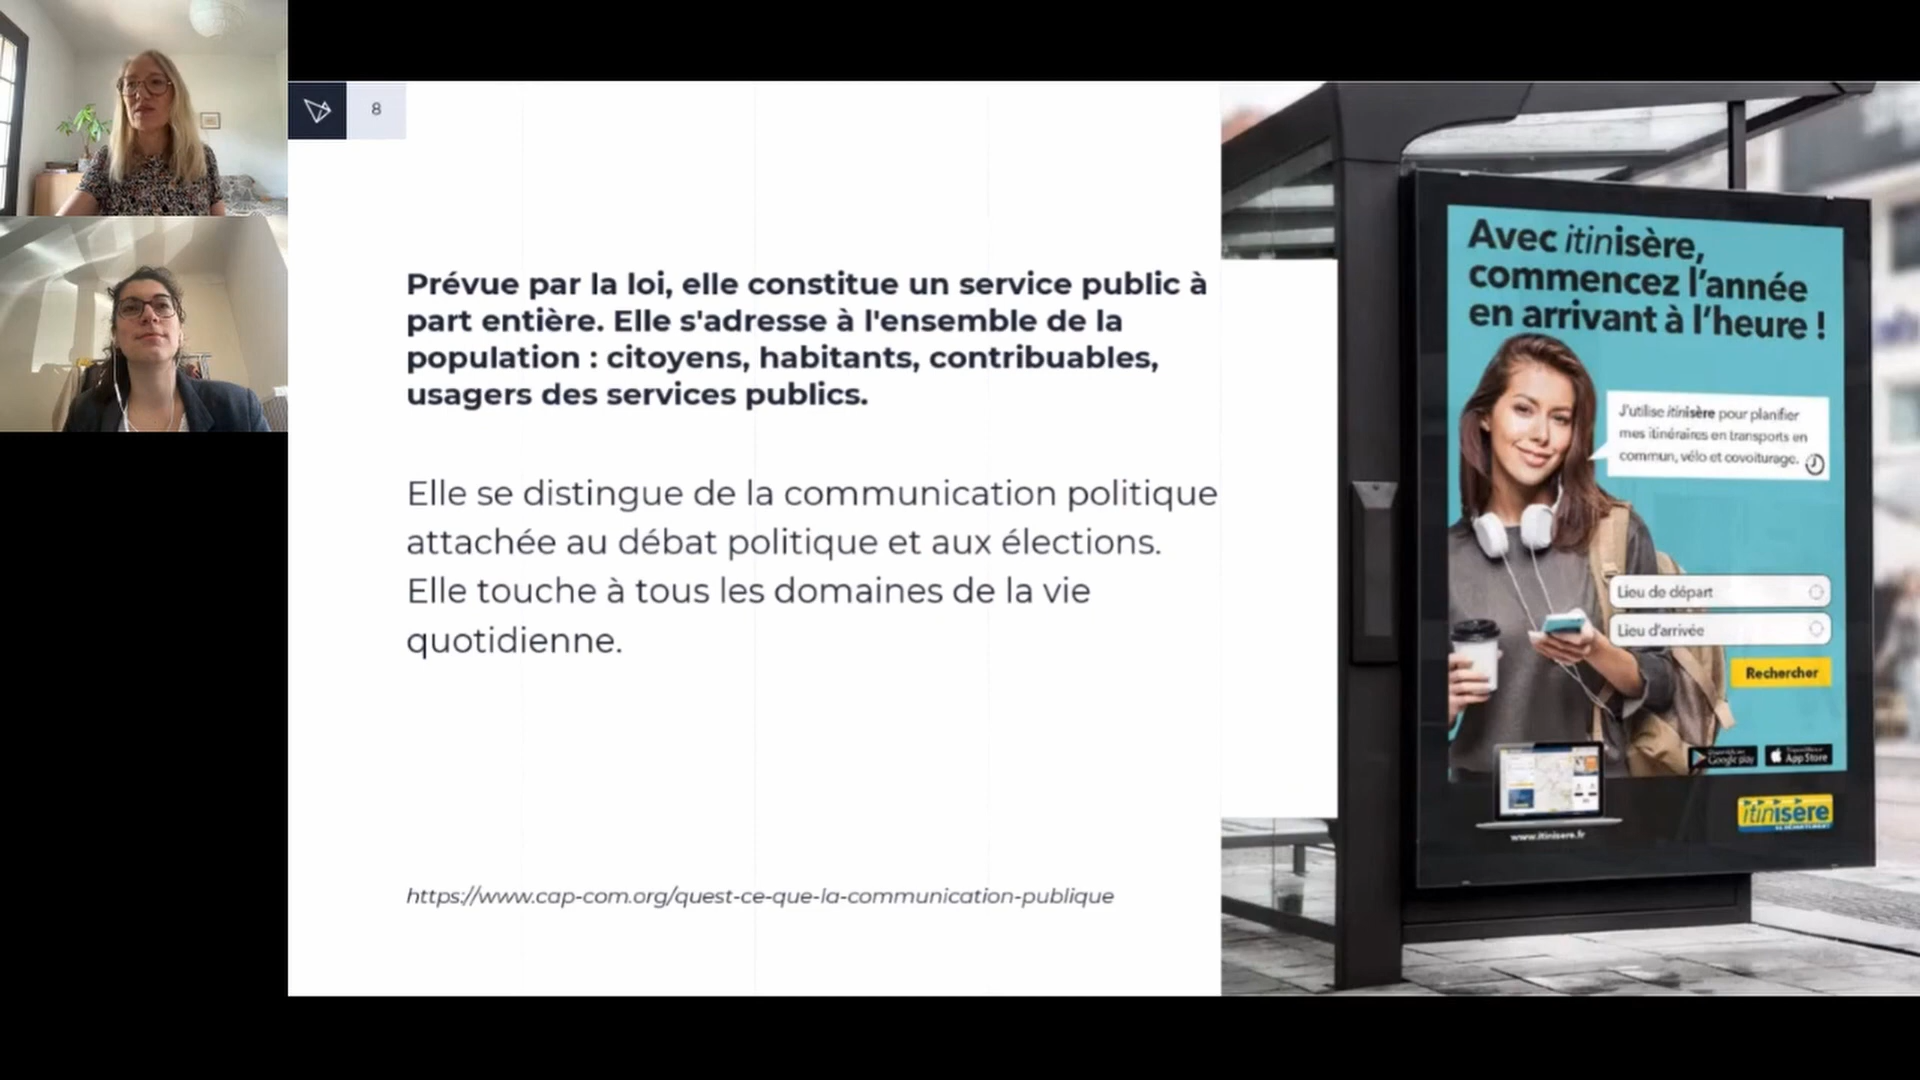 8
Prévue par la loi, elle constitue un service public à
part entière. Elle s'adresse à l'ensemble de la
population : citoyens, habitants, contribuables,
usagers des services publics.
Elle se distingue de la communication politique
attachée au débat politique et aux élections.
Elle touche à tous les domaines de la vie
quotidienne.
https://www.cap-com.org/quest-ce-que-la-communication-publique
Avec itinisère,
commencez l'année
en arrivant à l'heure !
J'utilise itinisère pour planifier
mes itinéraires en transports en
commun, vélo et covoiturage.
Lieu de départ
Lieu d'arrivée
Rechercher
Google play
App Store
www.itinisere.fr
itinisère